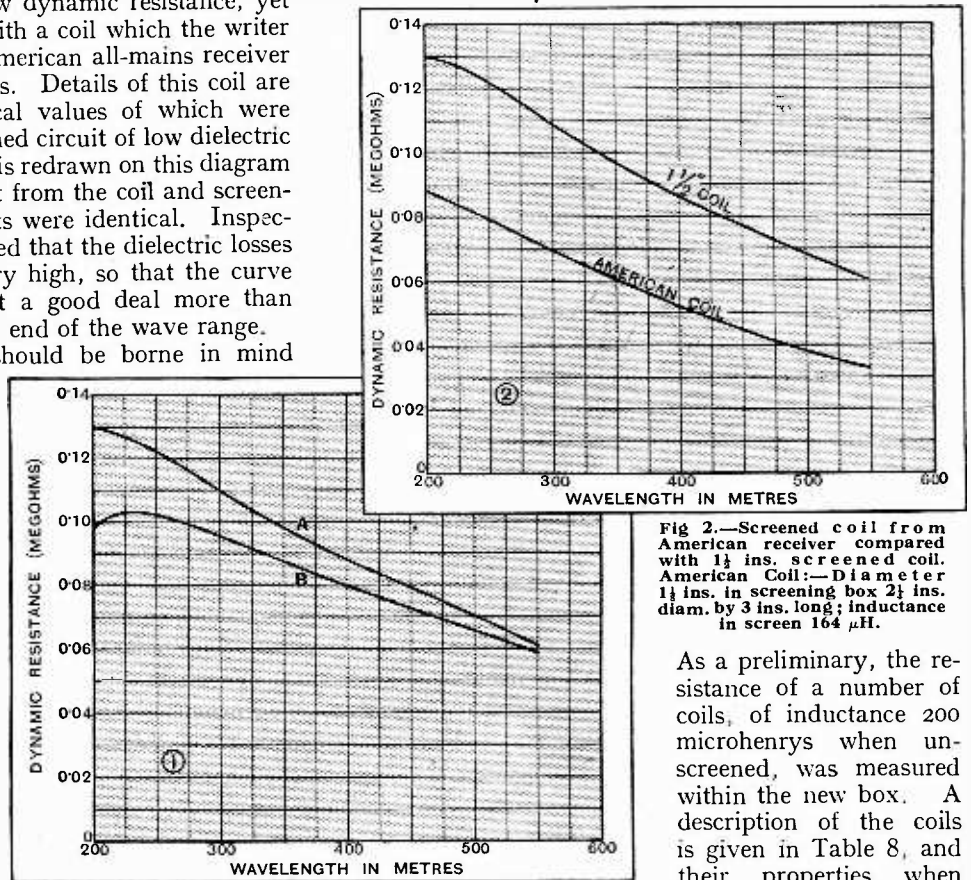 w dynamic resistance, yet
ith a coil which the writer
merican all-mains receiver
s. Details of this coil are
cal values of which were
ned circuit of low dielectric
is redrawn on this diagram
t from the coil and screen-
ts were identical. Inspec-
ed that the dielectric losses
ry high, so that the curve
t a good deal more than
end of the wave range.
hould be borne in mind
0·14
0·12
0·10
0·08
0·06
0·04
0·02
0
DYNAMIC RESISTANCE (MEGOHMS)
1½" COIL
AMERICAN COIL
②
200 300 400 500 600
WAVELENGTH IN METRES
0·14
0·12
0·10
0·08
0·06
0·04
0·02
0
DYNAMIC RESISTANCE (MEGOHMS)
A
B
①
200 300 400 500 600
WAVELENGTH IN METRES
Fig 2.—Screened coil from
American receiver compared
with 1½ ins. screened coil.
American Coil:—Diameter
ins. in screening box ins.
diam. by 3 ins. long; inductance
in screen 164 μH.
As a preliminary, the re-
sistance of a number of
coils, of inductance 200
microhenrys when un-
screened, was measured
within the new box. A
description of the coils
is given in Table 8, and
their properties when